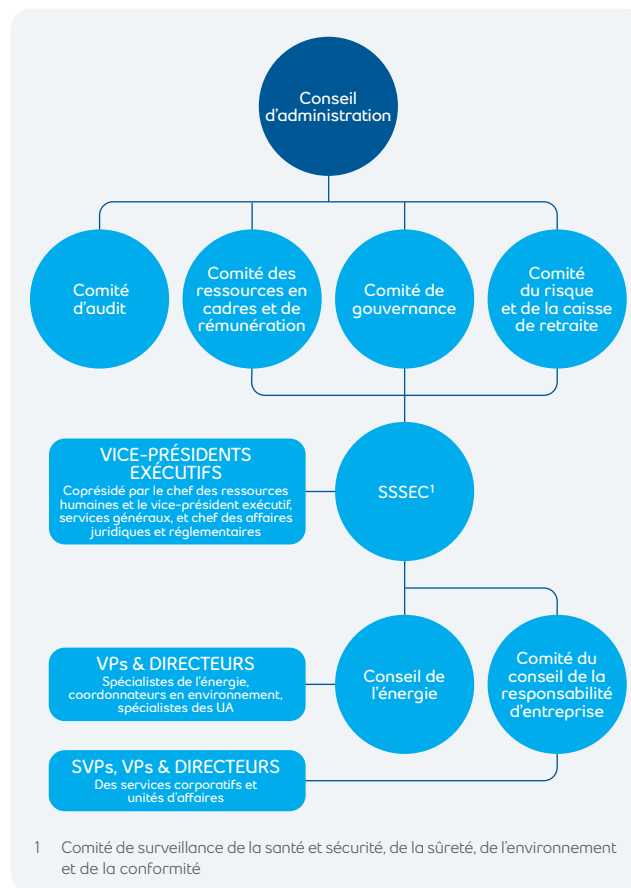 Conseil
d'administration
Comité
d'audit
Comité des
ressources en
cadres et de
rémunération
Comité de
gouvernance
Comité
du risque
et de la caisse
de retraite
VICE-PRÉSIDENTS
EXÉCUTIFS
Coprésidé par le chef des ressources
humaines et le vice-président exécutif,
services généraux, et chef des affaires
juridiques et réglementaires
SSSEC¹
VPs & DIRECTEURS
Spécialistes de l'énergie,
coordonnateurs en environnement,
spécialistes des UA
Conseil de
l'énergie
Comité du
conseil de la
responsabilité
d'entreprise
SVPs, VPs & DIRECTEURS
Des services corporatifs et
unités d'affaires
1 Comité de surveillance de la santé et sécurité, de la sûreté, de l'environnement
et de la conformité